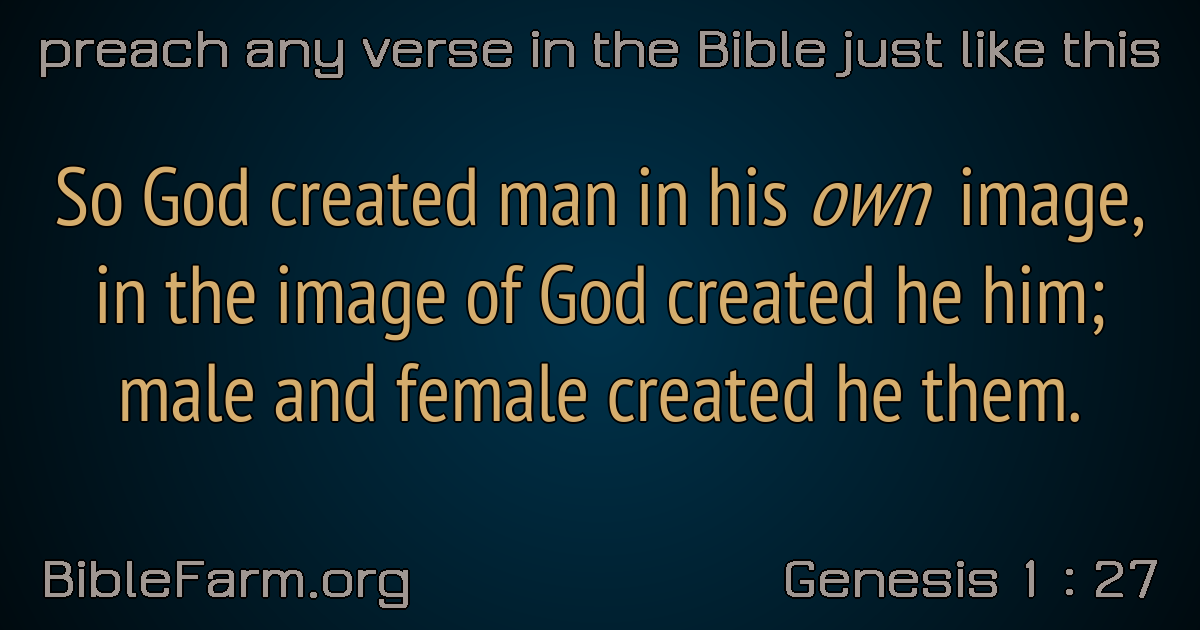 preach any verse in the Bible just like this
So God created man in his own image,
in the image of God created he him;
male and female created he them.
BibleFarm.org
Genesis 1 : 27